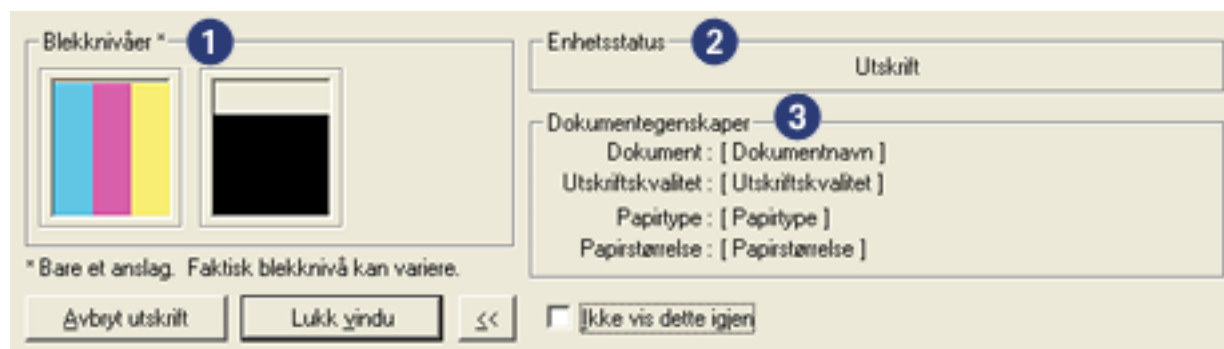 Blekknivåer * 1
Enhetsstatus 2
Utskrift
Dokumentegenskaper 3
Dokument : [ Dokumentnavn ]
Utskriftskvalitet : [ Utskriftskvalitet ]
Papirtype : [ Papirtype ]
Papirstørrelse : [ Papirstørrelse ]
* Bare et anslag. Faktisk blekknivå kan variere.
Avbryt utskrift
Lukk vindu
<<
Ikke vis dette igjen